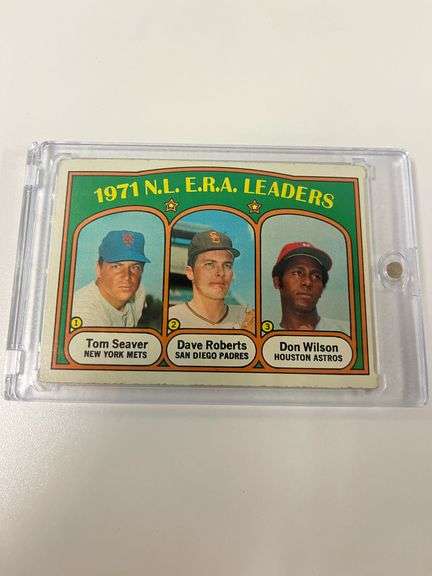 1971 N.L. E.R.A. LEADERS
1
Tom Seaver
NEW YORK METS
2
Dave Roberts
SAN DIEGO PADRES
3
Don Wilson
HOUSTON ASTROS